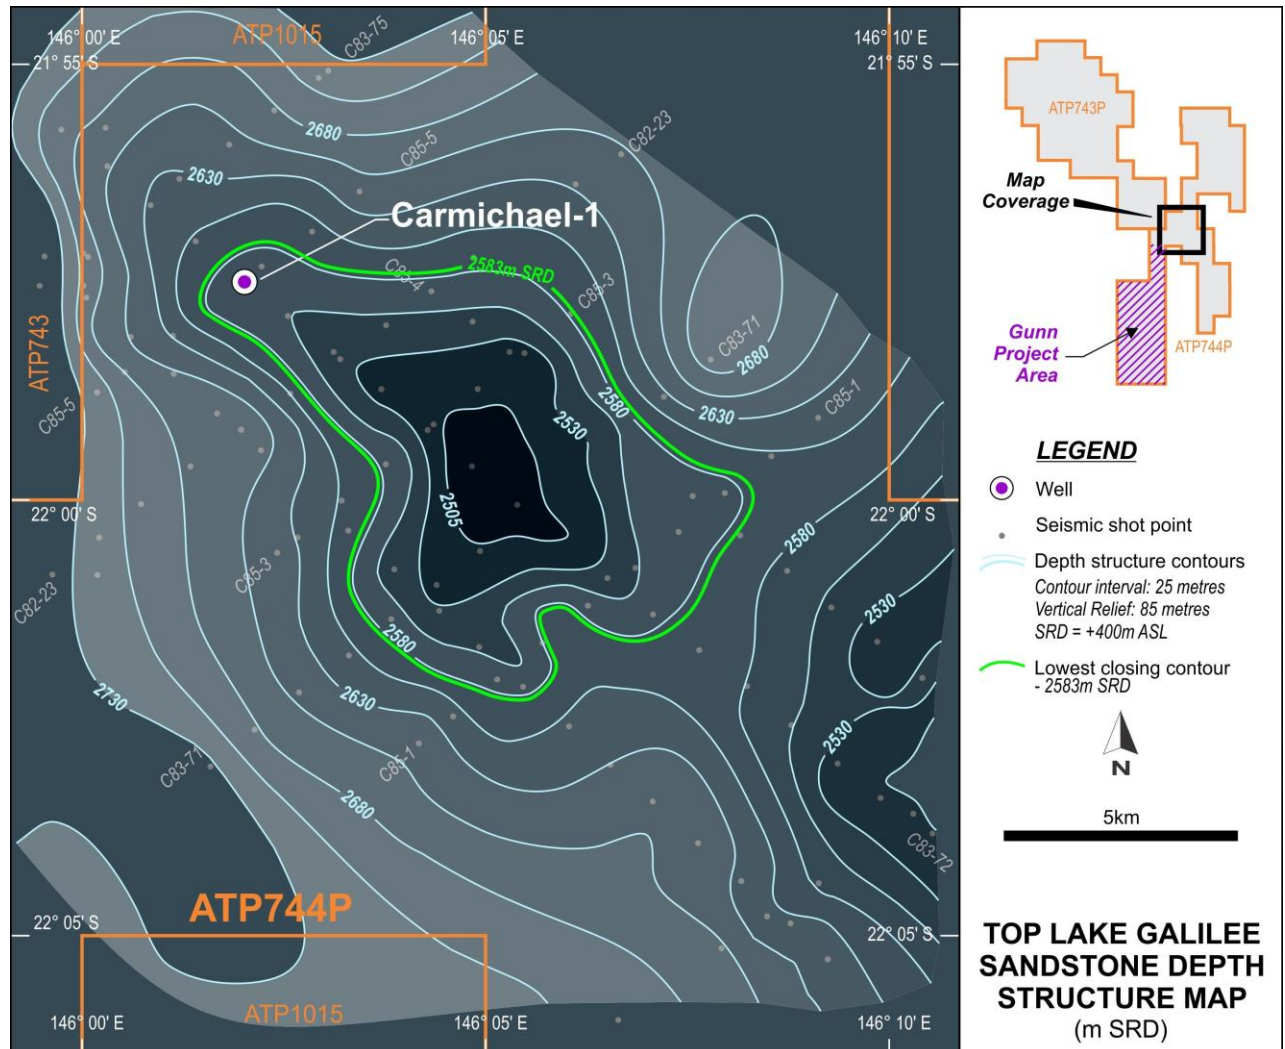 146° 00' E
ATP1015
C83-75
146° 05' E
146° 10' E
21° 55' S
21° 55' S
2680
C85-5
C82-23
2630
Carmichael-1
2583m SRD
C85-4
C85-3
C83-71
2680
ATP743
C85-5
2580
2630
C85-1
2530
2505
22° 00' S
22° 00' S
2580
C82-23
C85-3
2530
2580
2730
2630
2530
C83-71
C85-1
2680
C83-72
ATP744P
22° 05' S
22° 05' S
ATP1015
146° 00' E
146° 05' E
146° 10' E
ATP743P
Map
Coverage
Gunn
Project
Area
ATP744P
LEGEND
Well
Seismic shot point
Depth structure contours
Contour interval: 25 metres
Vertical Relief: 85 metres
SRD = +400m ASL
Lowest closing contour
- 2583m SRD
N
5km
TOP LAKE GALILEE
SANDSTONE DEPTH
STRUCTURE MAP
(m SRD)